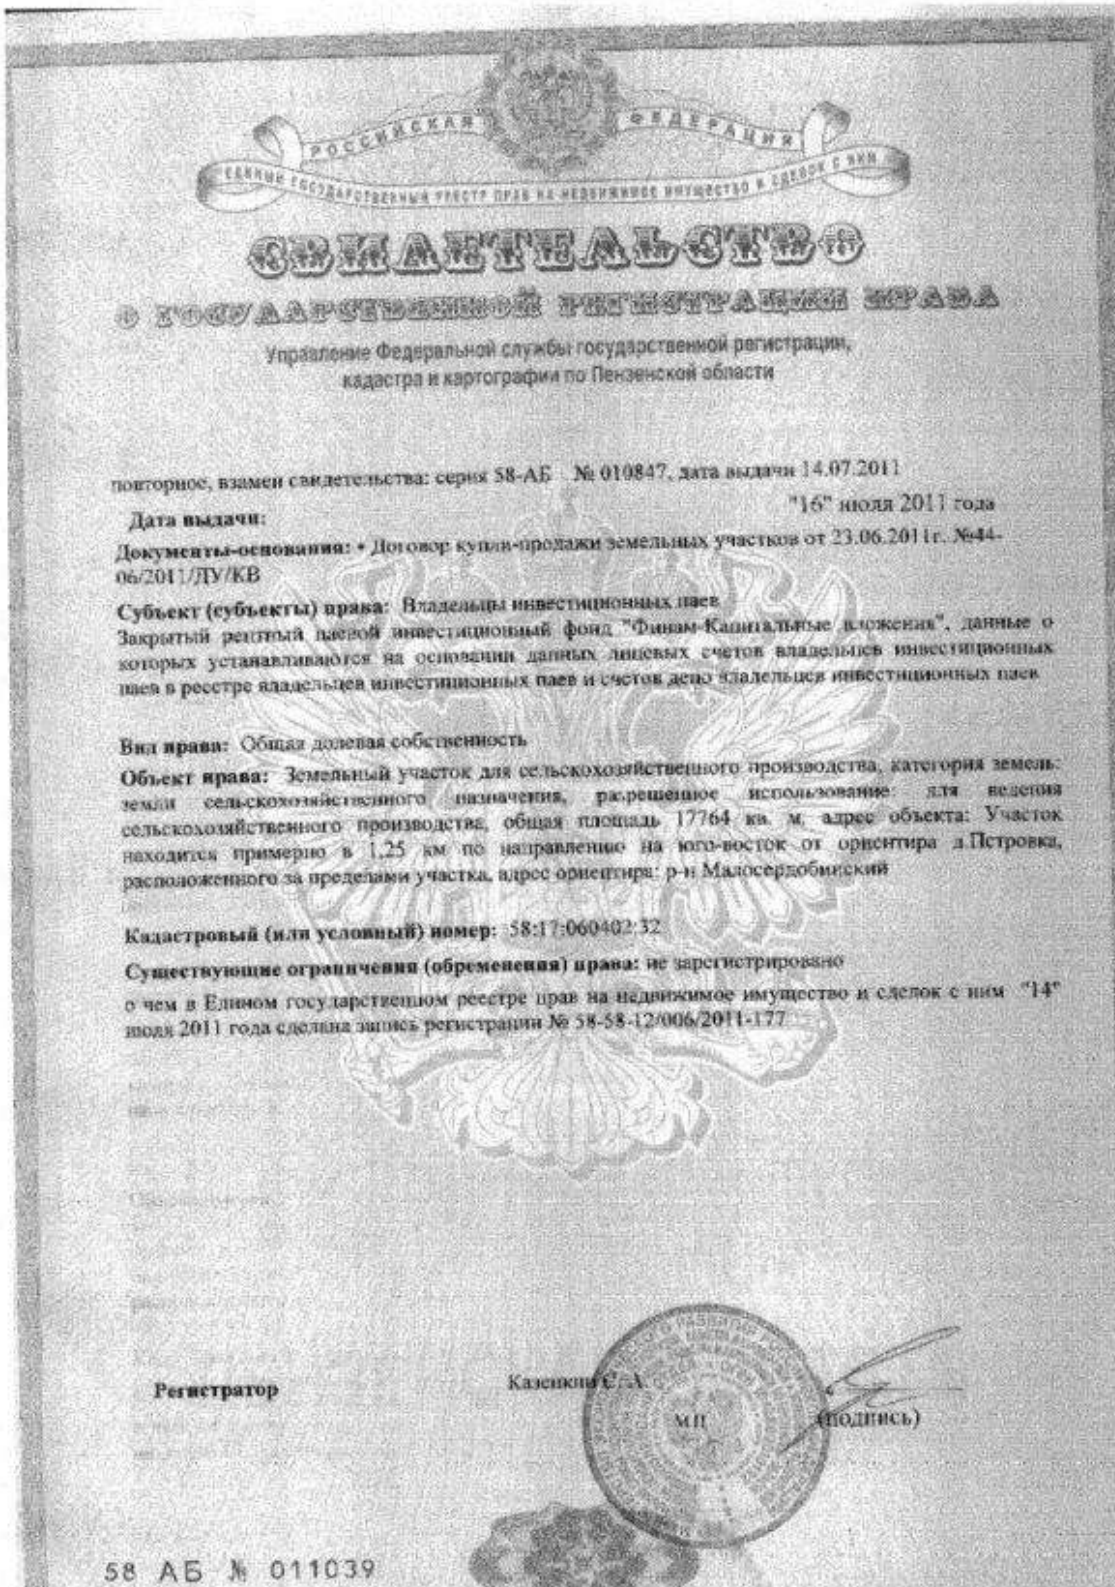 РОССИЙСКАЯ ФЕДЕРАЦИЯ
ЕДИНЫЙ ГОСУДАРСТВЕННЫЙ РЕЕСТР ПРАВ НА НЕДВИЖИМОЕ ИМУЩЕСТВО И СДЕЛОК С НИМ
СВИДЕТЕЛЬСТВО
О ГОСУДАРСТВЕННОЙ РЕГИСТРАЦИИ ПРАВА
Управление Федеральной службы государственной регистрации,
кадастра и картографии по Пензенской области
повторное, взамен свидетельства: серия 58-АБ № 010847, дата выдачи 14.07.2011
Дата выдачи: "16" июля 2011 года
Документы-основания: • Договор купли-продажи земельных участков от 23.06.2011г. №44-
06/2011/ЛУ/КВ
Субъект (субъекты) права: Владельцы инвестиционных паев
Закрытый рентный паевой инвестиционный фонд "Финам-Капитальные вложения", данные о
которых устанавливаются на основании данных лицевых счетов владельцев инвестиционных
паев в реестре владельцев инвестиционных паев и счетов депо владельцев инвестиционных паев
Вид права: Общая долевая собственность
Объект права: Земельный участок для сельскохозяйственного производства, категория земель:
земли сельскохозяйственного назначения, разрешенное использование: для ведения
сельскохозяйственного производства, общая площадь 17764 кв. м, адрес объекта: Участок
находится примерно в 1,25 км по направлению на юго-восток от ориентира д.Петровка,
расположенного за пределами участка, адрес ориентира: р-н Малосердобинский
Кадастровый (или условный) номер: 58:17:060402:32
Существующие ограничения (обременения) права: не зарегистрировано
о чем в Едином государственном реестре прав на недвижимое имущество и сделок с ним "14"
июля 2011 года сделана запись регистрации № 58-58-12/006/2011-177
Регистратор Казенкин С. А.
МП (подпись)
58 АБ № 011039